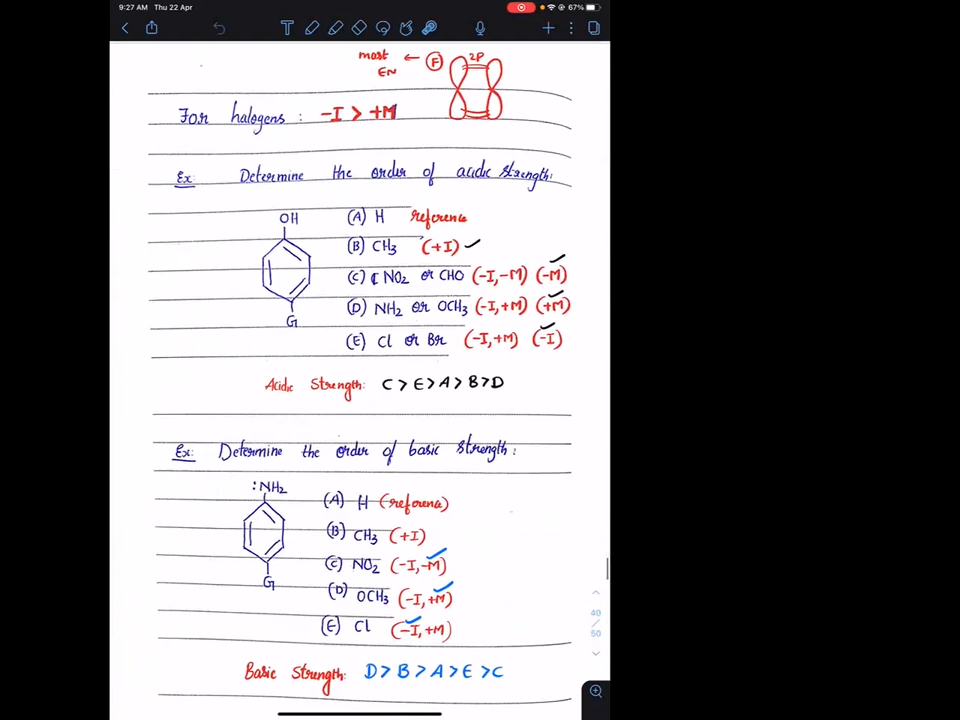 9:27 AM Thu 22 Apr
67%
most ← F 2P
EN
For halogens : -I > +M
Ex: Determine the order of acidic strength:
OH
G
(A) H reference
(B) CH3 (+I) ✓
(C) NO2 or CHO (-I, -M) (-M)
(D) NH2 or OCH3 (-I, +M) (+M)
(E) Cl or Br (-I, +M) (-I)
Acidic Strength: C > E > A > B > D
Ex: Determine the order of basic strength:
:NH2
G
(A) H (reference)
(B) CH3 (+I)
(C) NO2 (-I, -M)
(D) OCH3 (-I, +M)
(E) Cl (-I, +M)
Basic Strength: D > B > A > E > C
40
/
50